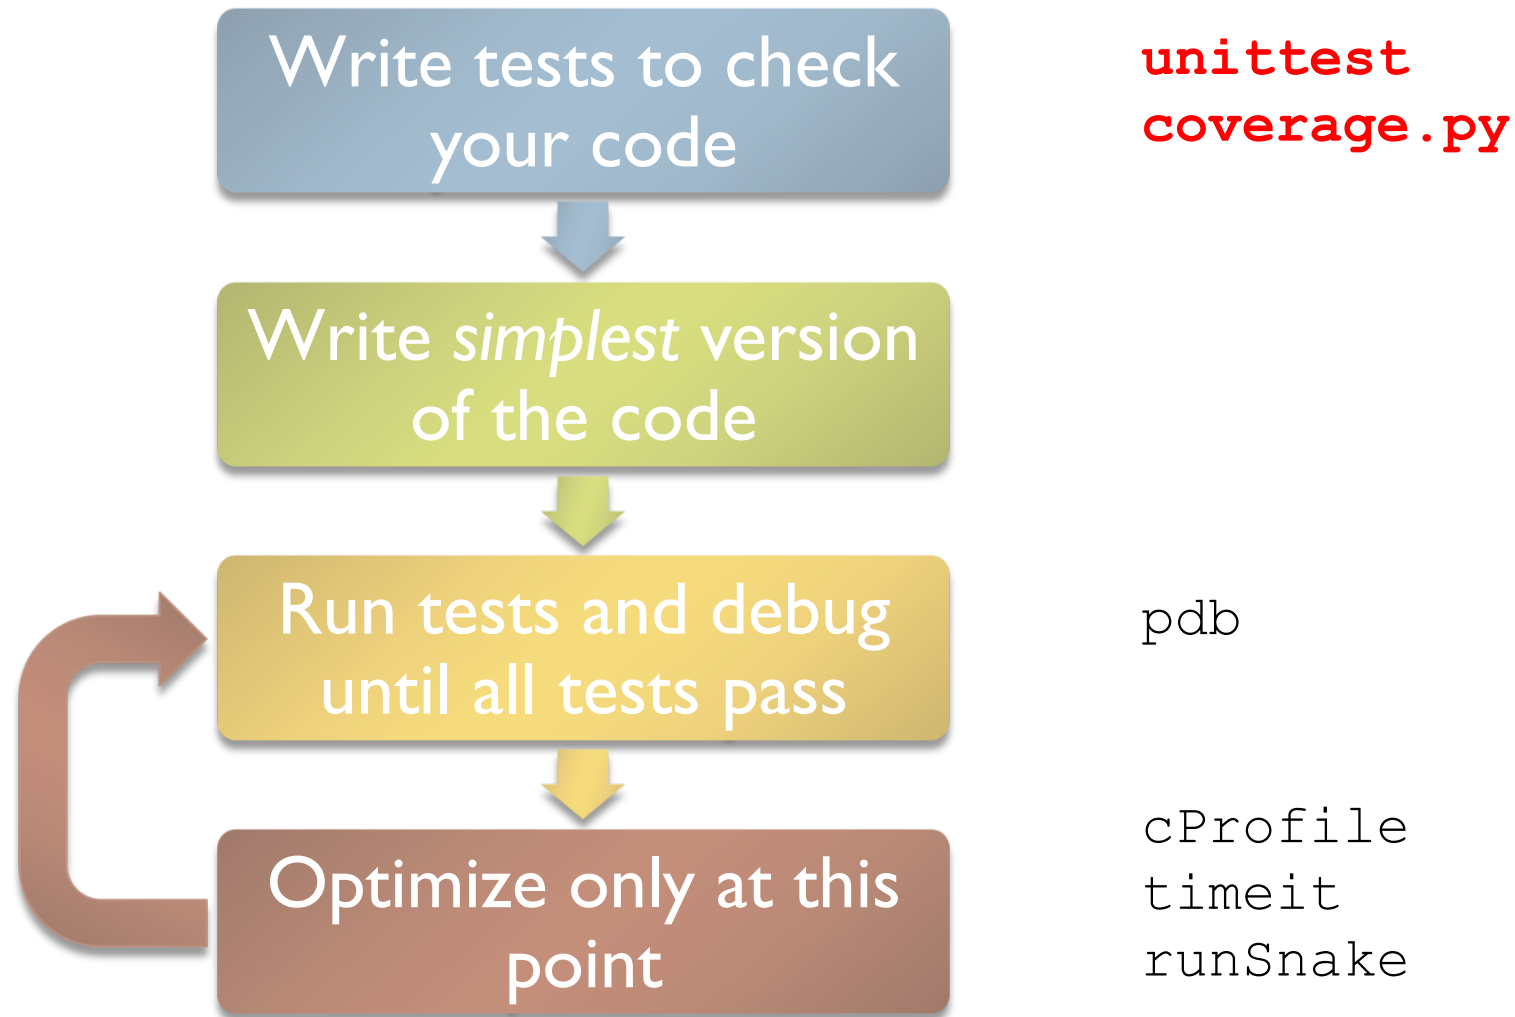 Write tests to check
your code
unittest
coverage.py
Write simplest version
of the code
Run tests and debug
until all tests pass
pdb
Optimize only at this
point
cProfile
timeit
runSnake